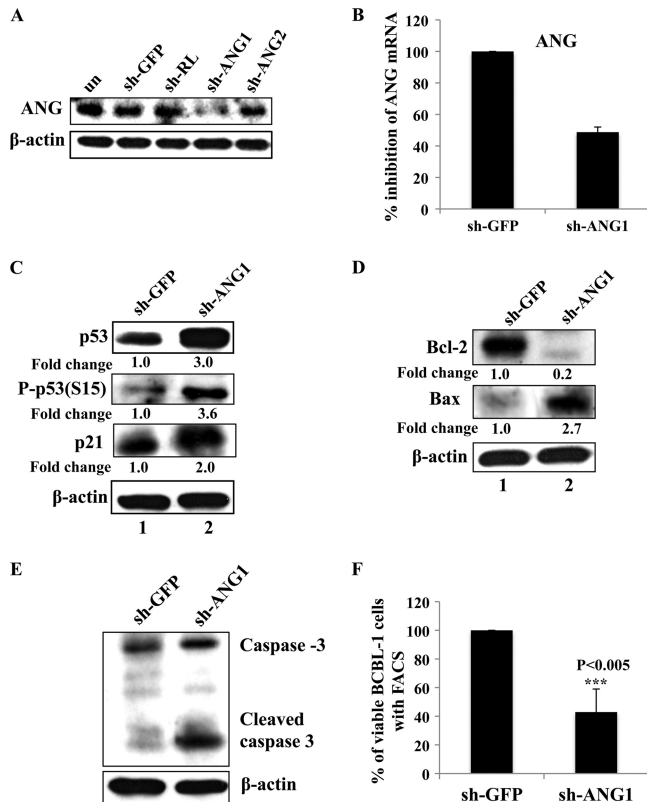 A
un
sh-GFP
sh-RL
sh-ANG1
sh-ANG2
ANG
β-actin
B
% inhibition of ANG mRNA
120
100
80
60
40
20
0
ANG
sh-GFP
sh-ANG1
C
sh-GFP
sh-ANG1
p53
Fold change 1.0 3.0
P-p53(S15)
Fold change 1.0 3.6
p21
Fold change 1.0 2.0
β-actin
1 2
D
sh-GFP
sh-ANG1
Bcl-2
Fold change 1.0 0.2
Bax
Fold change 1.0 2.7
β-actin
1 2
E
sh-GFP
sh-ANG1
Caspase -3
Cleaved
caspase 3
β-actin
F
% of viable BCBL-1 cells
with FACS
120
100
80
60
40
20
0
P<0.005
***
sh-GFP
sh-ANG1